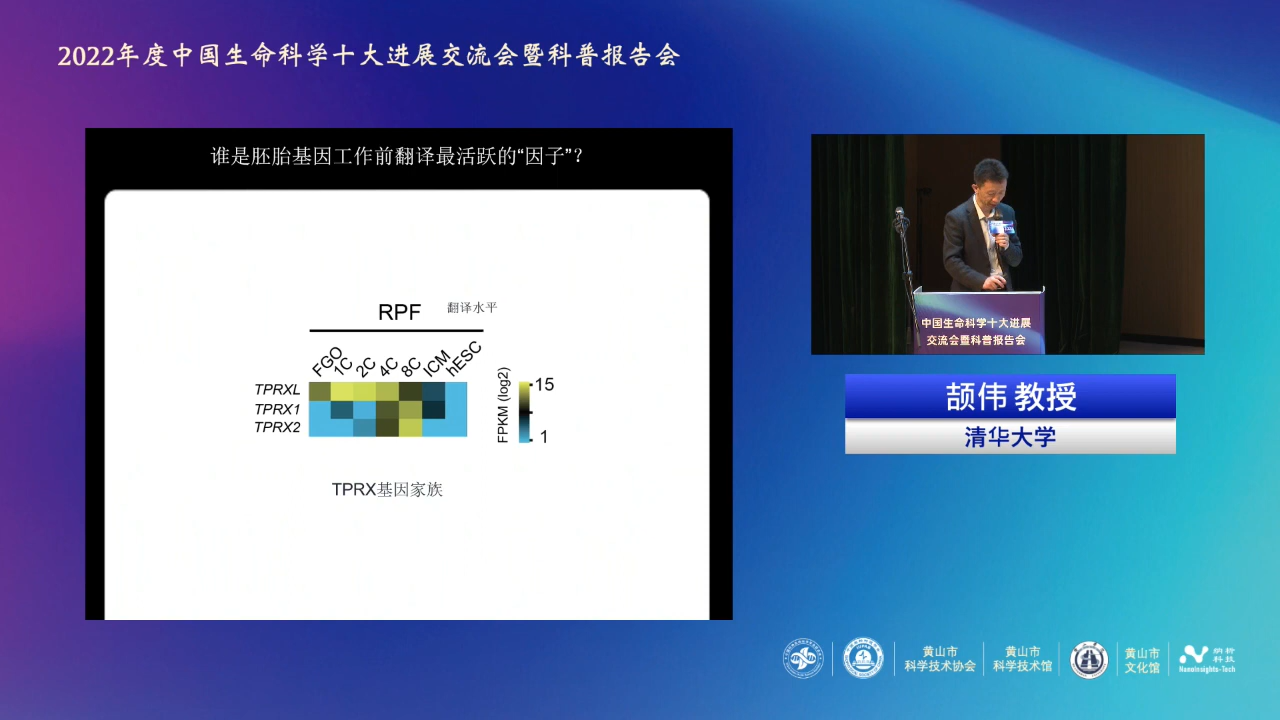 2022年度中国生命科学十大进展交流会暨科普报告会
谁是胚胎基因工作前翻译最活跃的“因子”？
RPF 翻译水平
FGO 1C 2C 4C 8C ICM hESC
TPRXL
TPRX1
TPRX2
FPKM (log2)
15
1
TPRX基因家族
中国生命科学十大进展
交流会暨科普报告会
颉伟 教授
清华大学
黄山市
科学技术协会
黄山市
科学技术馆
黄山市
文化馆
纳析
科技
NanoInsights-Tech